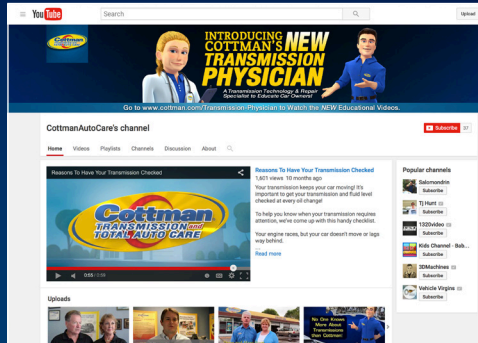 You Tube
Search
Upload
Cottman
INTRODUCING
COTTMAN'S NEW
TRANSMISSION
PHYSICIAN
A Transmission Technology & Repair
Specialist to Educate Car Owners!
Go to www.cottman.com/Transmission-Physician to Watch the NEW Educational Videos.
CottmanAutoCare's channel
Subscribe 87
Home Videos Playlists Channels Discussion About
Reasons To Have Your Transmission Checked
Cottman
TRANSMISSION and
TOTAL AUTO CARE
0:55 / 0:59
Reasons To Have Your Transmission Checked
1,601 views 10 months ago
Your transmission keeps your car moving! It's
important to get your transmission and fluid level
checked at every oil change!
To help you know when your transmission requires
attention, we've come up with this handy checklist.
Your engine races, but your car doesn't move or lags
way behind.
...
Read more
Popular channels
Salomondrin
Subscribe
Tj Hunt
Subscribe
1320video
Subscribe
Kids Channel - Bab...
Subscribe
3DMachines
Subscribe
Vehicle Virgins
Subscribe
Uploads
No One Knows
More About
Transmissions
Than Cottman!